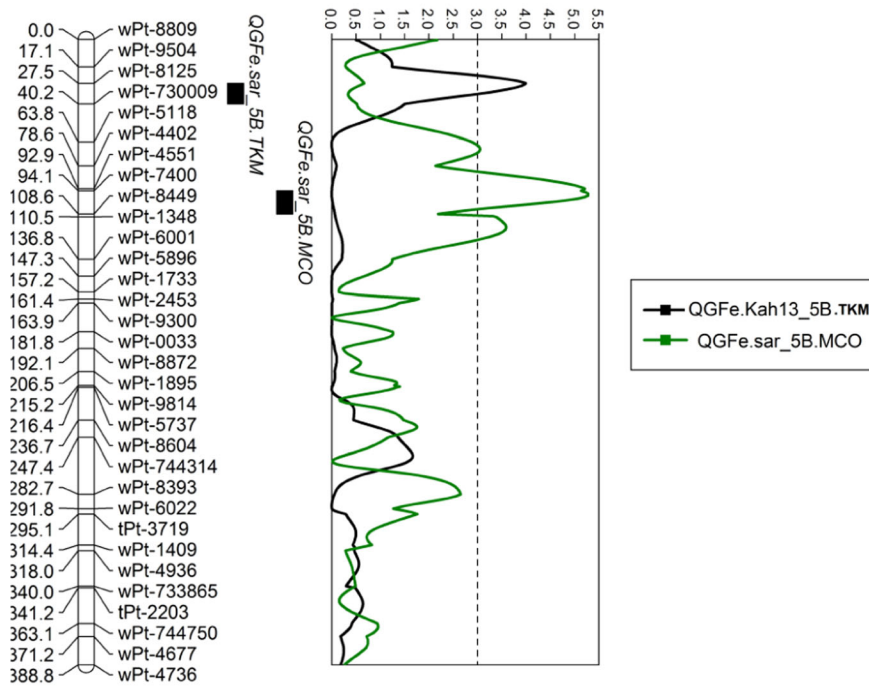 0.0 wPt-8809
17.1 wPt-9504
27.5 wPt-8125
40.2 wPt-730009
63.8 wPt-5118
78.6 wPt-4402
92.9 wPt-4551
94.1 wPt-7400
108.6 wPt-8449
110.5 wPt-1348
136.8 wPt-6001
147.3 wPt-5896
157.2 wPt-1733
161.4 wPt-2453
163.9 wPt-9300
181.8 wPt-0033
192.1 wPt-8872
206.5 wPt-1895
215.2 wPt-9814
216.4 wPt-5737
236.7 wPt-8604
247.4 wPt-744314
282.7 wPt-8393
291.8 wPt-6022
295.1 tPt-3719
314.4 wPt-1409
318.0 wPt-4936
340.0 wPt-733865
341.2 tPt-2203
363.1 wPt-744750
371.2 wPt-4677
388.8 wPt-4736
QGFe.sar_5B.TKM
QGFe.sar_5B.MCO
0.0 0.5 1.0 1.5 2.0 2.5 3.0 3.5 4.0 4.5 5.0 5.5
QGFe.Kah13_5B.TKM
QGFe.sar_5B.MCO